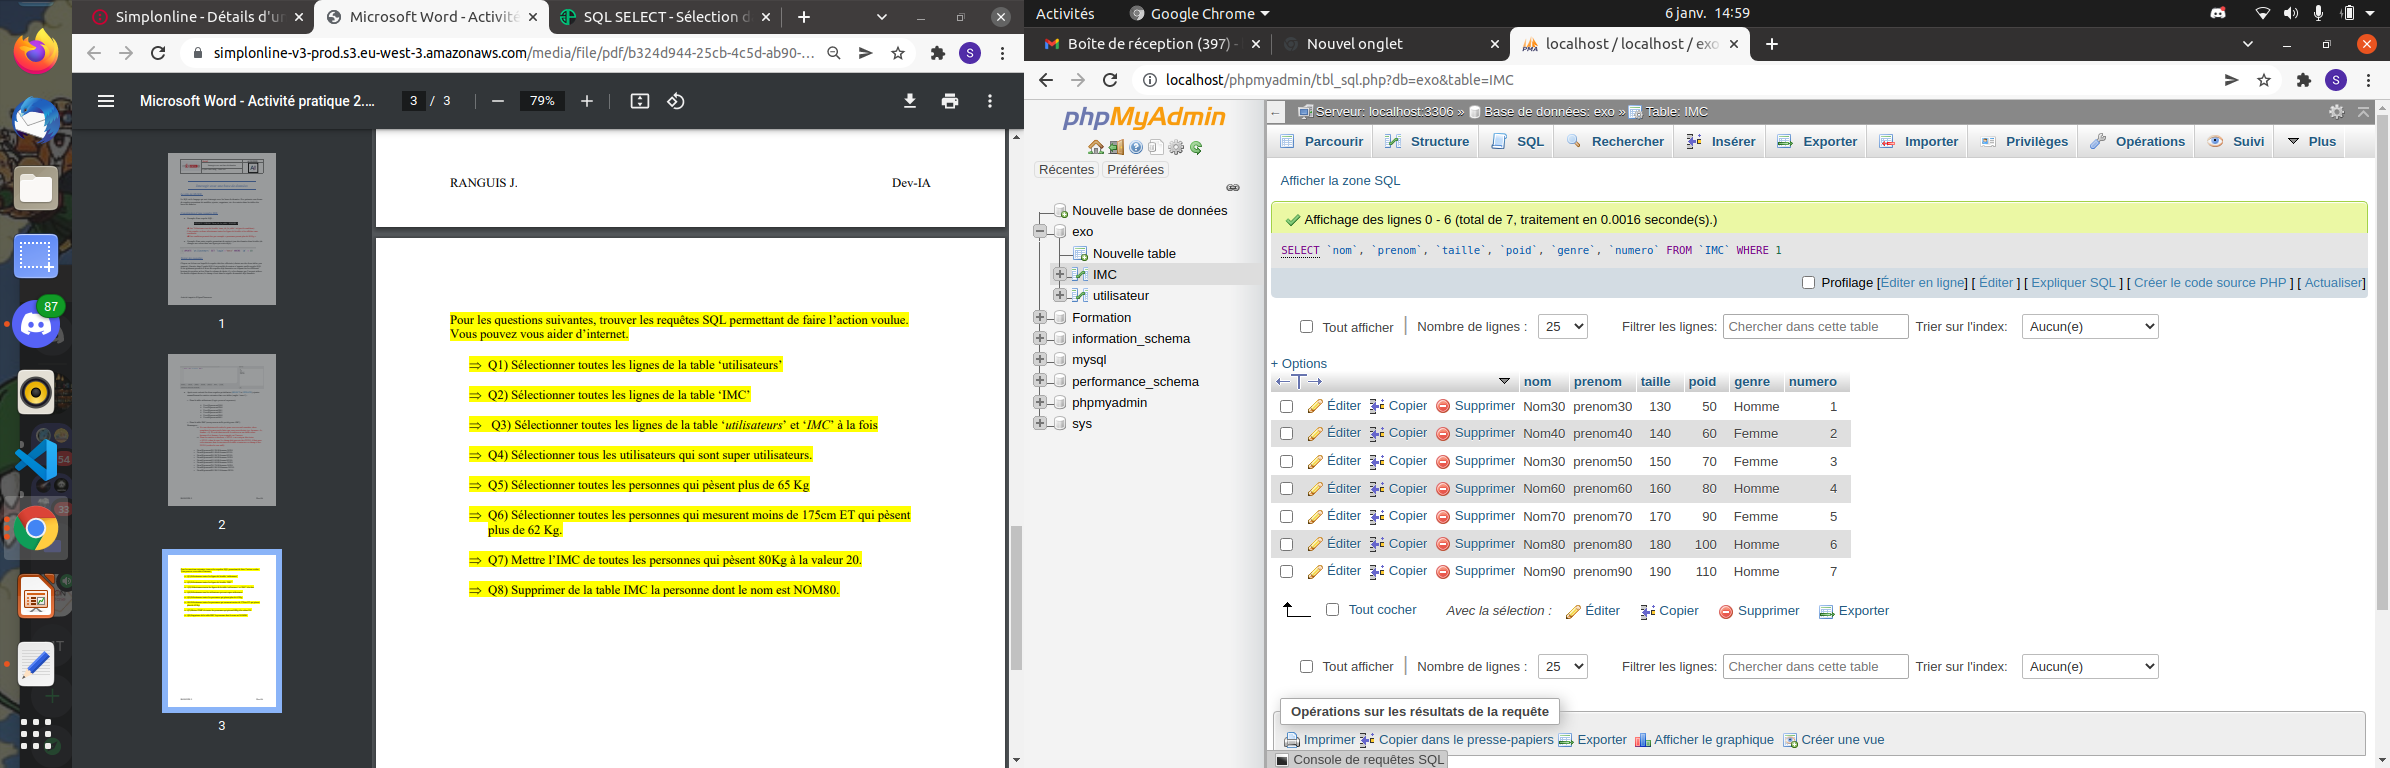 Simplonline - Détails d'un
Microsoft Word - Activité
SQL SELECT - Sélection d
simplonline-v3-prod.s3.eu-west-3.amazonaws.com/media/file/pdf/b324d944-25cb-4c5d-ab90-...
S
Microsoft Word - Activité pratique 2....
3 / 3
79%
1
2
3
87
RANGUIS J.
Dev-IA
Pour les questions suivantes, trouver les requêtes SQL permettant de faire l'action voulue.
Vous pouvez vous aider d'internet.
⇒ Q1) Sélectionner toutes les lignes de la table 'utilisateurs'
⇒ Q2) Sélectionner toutes les lignes de la table 'IMC'
⇒ Q3) Sélectionner toutes les lignes de la table 'utilisateurs' et 'IMC' à la fois
⇒ Q4) Sélectionner tous les utilisateurs qui sont super utilisateurs.
⇒ Q5) Sélectionner toutes les personnes qui pèsent plus de 65 Kg
⇒ Q6) Sélectionner toutes les personnes qui mesurent moins de 175cm ET qui pèsent
plus de 62 Kg.
⇒ Q7) Mettre l'IMC de toutes les personnes qui pèsent 80Kg à la valeur 20.
⇒ Q8) Supprimer de la table IMC la personne dont le nom est NOM80.
Activités
Google Chrome
6 janv. 14:59
Boîte de réception (397) -
Nouvel onglet
localhost / localhost / exo
localhost/phpmyadmin/tbl_sql.php?db=exo&table=IMC
S
phpMyAdmin
Récentes Préférées
Nouvelle base de données
exo
Nouvelle table
IMC
utilisateur
Formation
information_schema
mysql
performance_schema
phpmyadmin
sys
Serveur: localhost:3306 » Base de données: exo » Table: IMC
Parcourir Structure SQL Rechercher Insérer Exporter Importer Privilèges Opérations Suivi Plus
Afficher la zone SQL
Affichage des lignes 0 - 6 (total de 7, traitement en 0.0016 seconde(s).)
SELECT `nom`, `prenom`, `taille`, `poid`, `genre`, `numero` FROM `IMC` WHERE 1
Profilage [Éditer en ligne] [ Éditer ] [ Expliquer SQL ] [ Créer le code source PHP ] [ Actualiser]
Tout afficher | Nombre de lignes : 25 Filtrer les lignes: Chercher dans cette table Trier sur l'index: Aucun(e)
+ Options
←T→ nom prenom taille poid genre numero
Éditer Copier Supprimer Nom30 prenom30 130 50 Homme 1
Éditer Copier Supprimer Nom40 prenom40 140 60 Femme 2
Éditer Copier Supprimer Nom30 prenom50 150 70 Femme 3
Éditer Copier Supprimer Nom60 prenom60 160 80 Homme 4
Éditer Copier Supprimer Nom70 prenom70 170 90 Femme 5
Éditer Copier Supprimer Nom80 prenom80 180 100 Homme 6
Éditer Copier Supprimer Nom90 prenom90 190 110 Homme 7
Tout cocher Avec la sélection : Éditer Copier Supprimer Exporter
Tout afficher | Nombre de lignes : 25 Filtrer les lignes: Chercher dans cette table Trier sur l'index: Aucun(e)
Opérations sur les résultats de la requête
Imprimer Copier dans le presse-papiers Exporter Afficher le graphique Créer une vue
Console de requêtes SQL